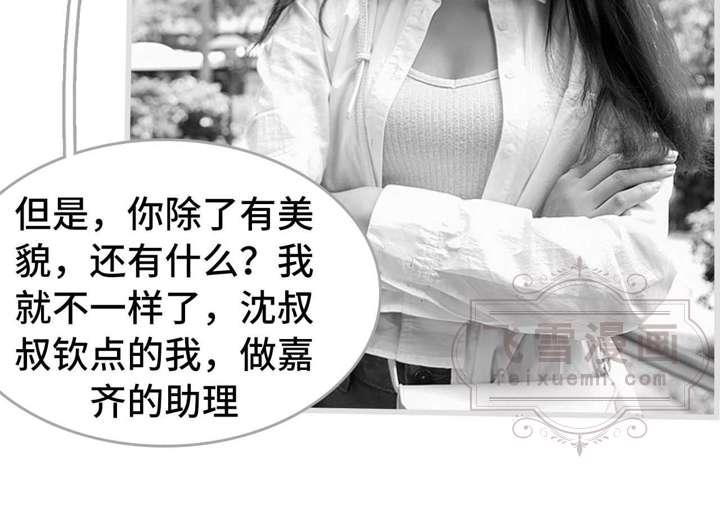 但是，你除了有美
貌，还有什么？我
就不一样了，沈叔
叔钦点的我，做嘉
齐的助理
飞雪漫画
feixuemh.com